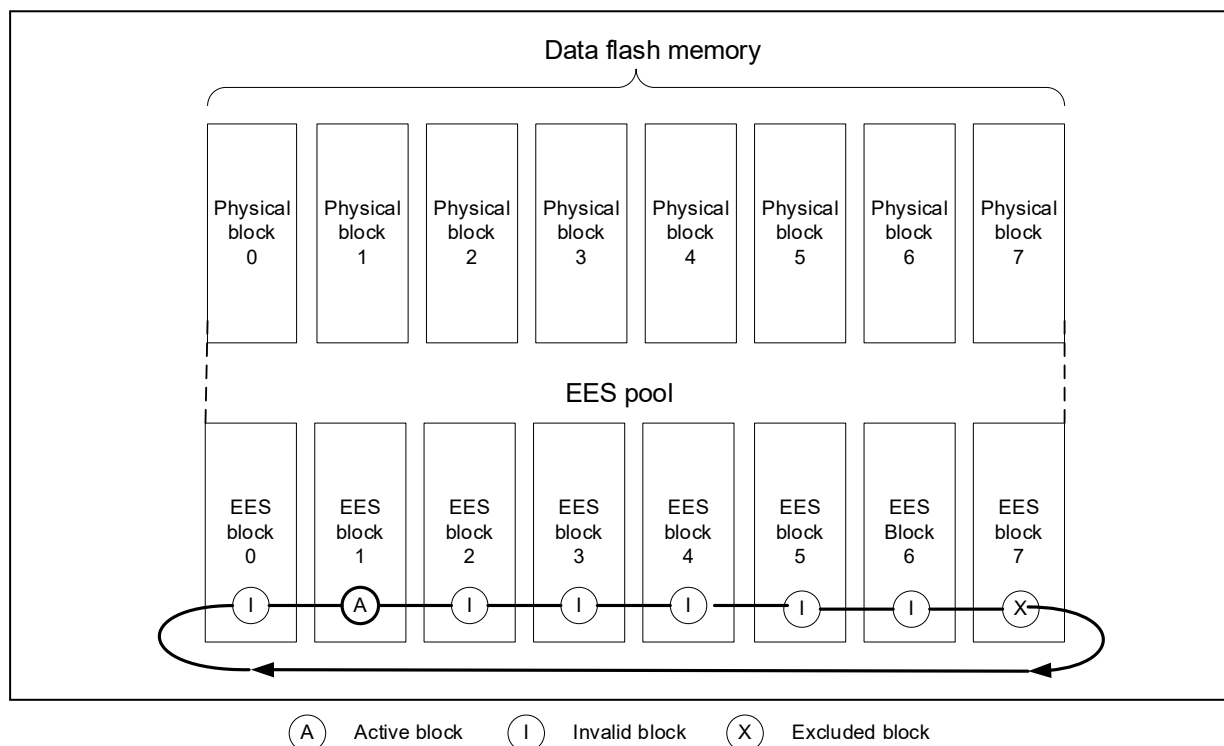 Data flash memory
Physical block 0
Physical block 1
Physical block 2
Physical block 3
Physical block 4
Physical block 5
Physical block 6
Physical block 7
EES pool
EES block 0
EES block 1
EES block 2
EES block 3
EES block 4
EES block 5
EES Block 6
EES block 7
I A I I I I I X
A Active block I Invalid block X Excluded block